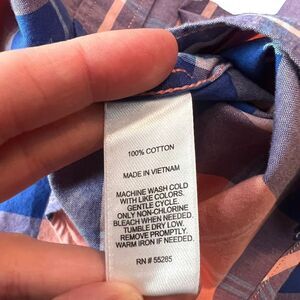 100% COTTON
MADE IN VIETNAM
MACHINE WASH COLD
WITH LIKE COLORS.
GENTLE CYCLE.
ONLY NON-CHLORINE
BLEACH WHEN NEEDED.
TUMBLE DRY LOW.
REMOVE PROMPTLY.
WARM IRON IF NEEDED.
RN # 55285